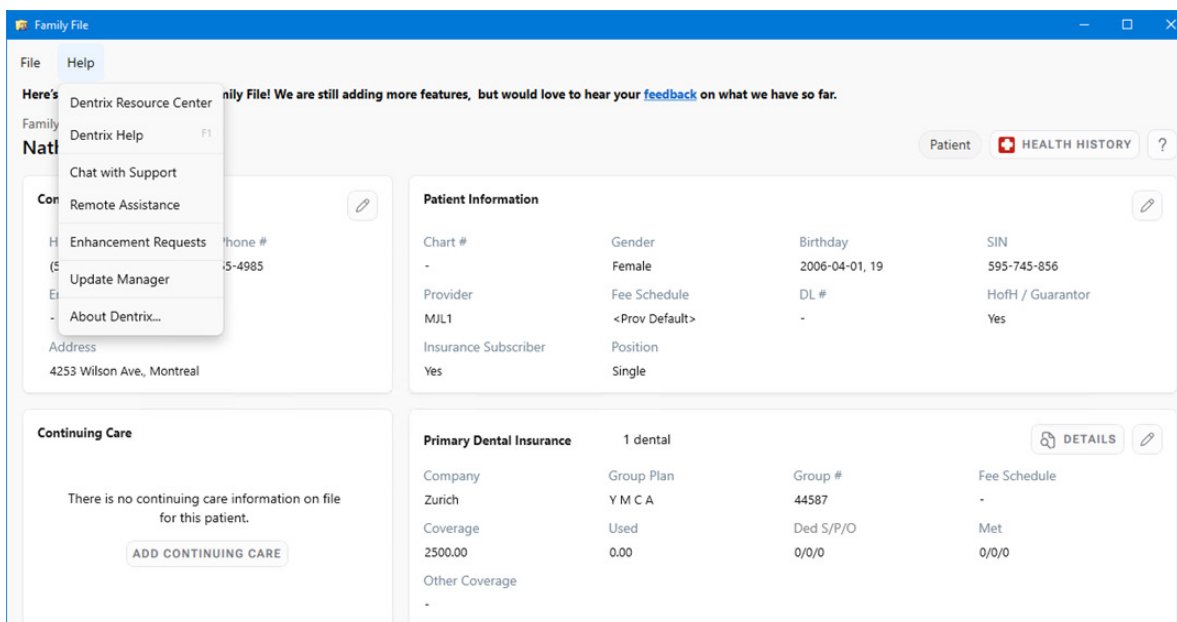 Family File
File Help
Here's mily File! We are still adding more features, but would love to hear your feedback on what we have so far.
Dentrix Resource Center
Dentrix Help F1
Chat with Support
Remote Assistance
Enhancement Requests
Update Manager
About Dentrix...
Family
Nath
Patient HEALTH HISTORY ?
Con
hone #
(5 55-4985
Address
4253 Wilson Ave., Montreal
Patient Information
Chart # Gender Birthday SIN
- Female 2006-04-01, 19 595-745-856
Provider Fee Schedule DL # HofH / Guarantor
MJL1 <Prov Default> - Yes
Insurance Subscriber Position
Yes Single
Continuing Care
There is no continuing care information on file
for this patient.
ADD CONTINUING CARE
Primary Dental Insurance 1 dental DETAILS
Company Group Plan Group # Fee Schedule
Zurich Y M C A 44587 -
Coverage Used Ded S/P/O Met
2500.00 0.00 0/0/0 0/0/0
Other Coverage
-